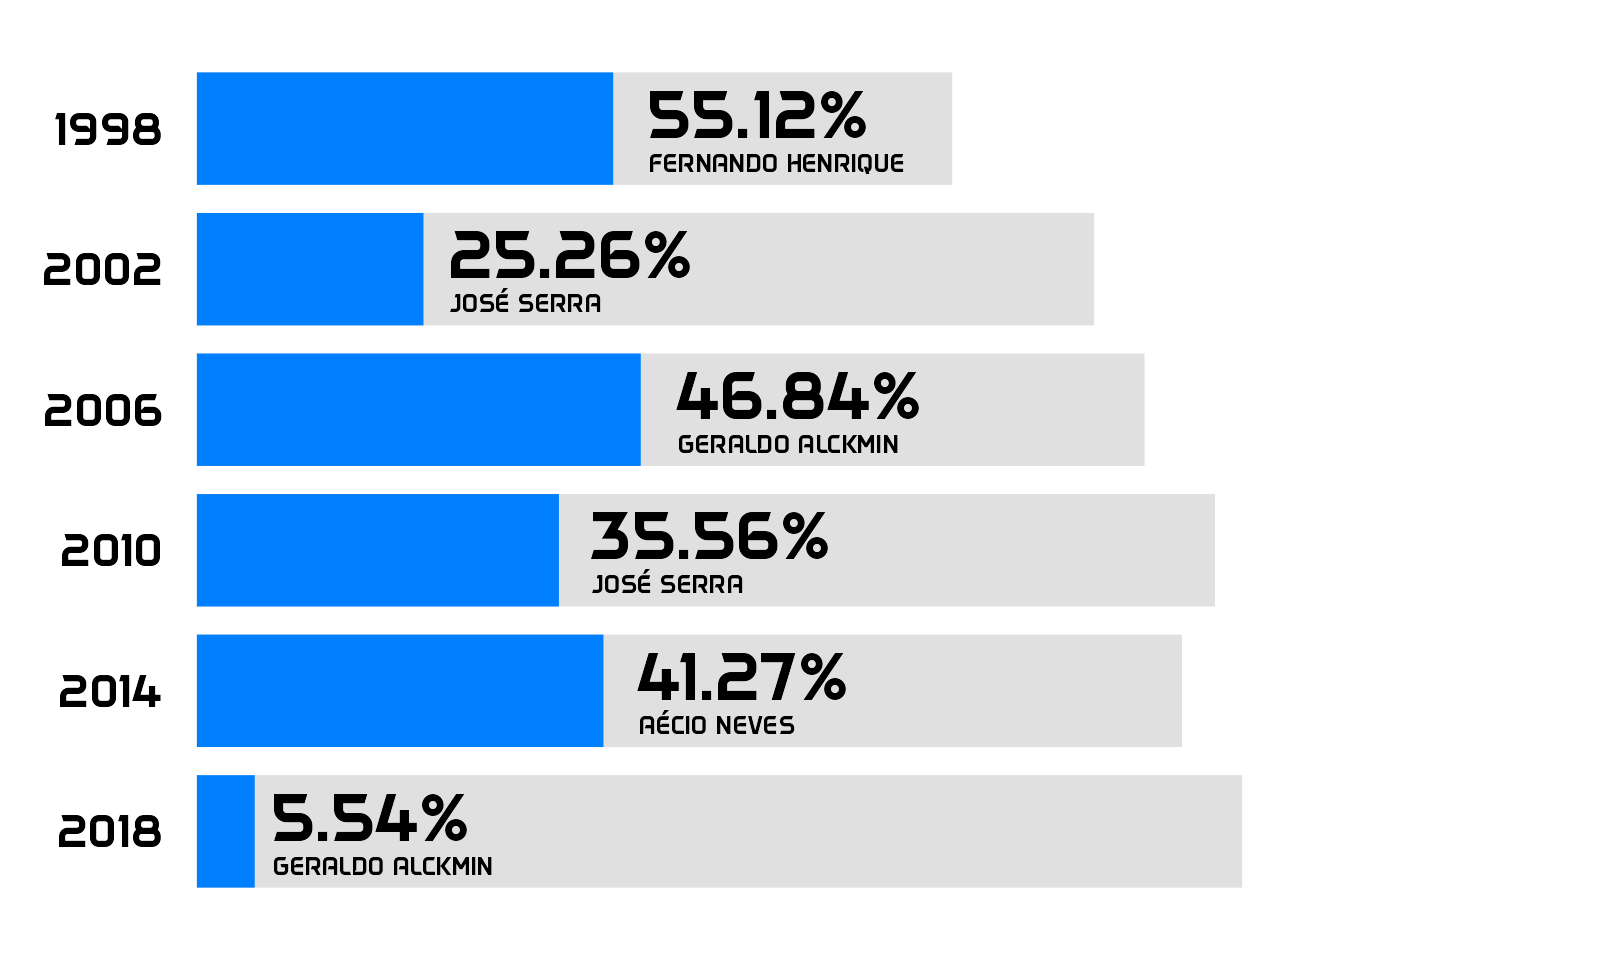 1998
55.12%
FERNANDO HENRIQUE
2002
25.26%
JOSÉ SERRA
2006
46.84%
GERALDO ALCKMIN
2010
35.56%
JOSÉ SERRA
2014
41.27%
AÉCIO NEVES
2018
5.54%
GERALDO ALCKMIN